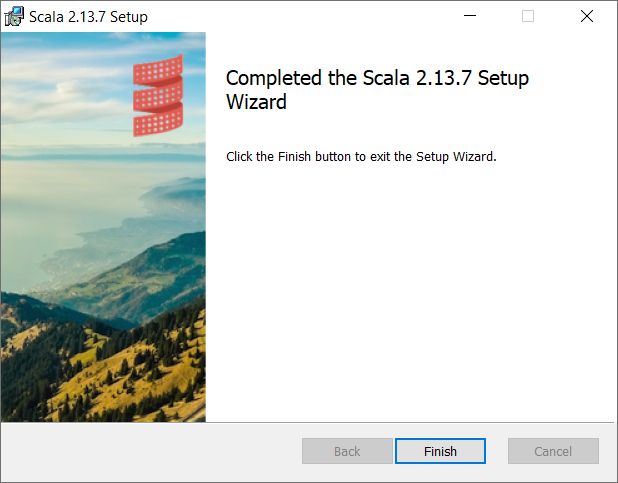 Scala 2.13.7 Setup
Completed the Scala 2.13.7 Setup
Wizard
Click the Finish button to exit the Setup Wizard.
Back
Finish
Cancel